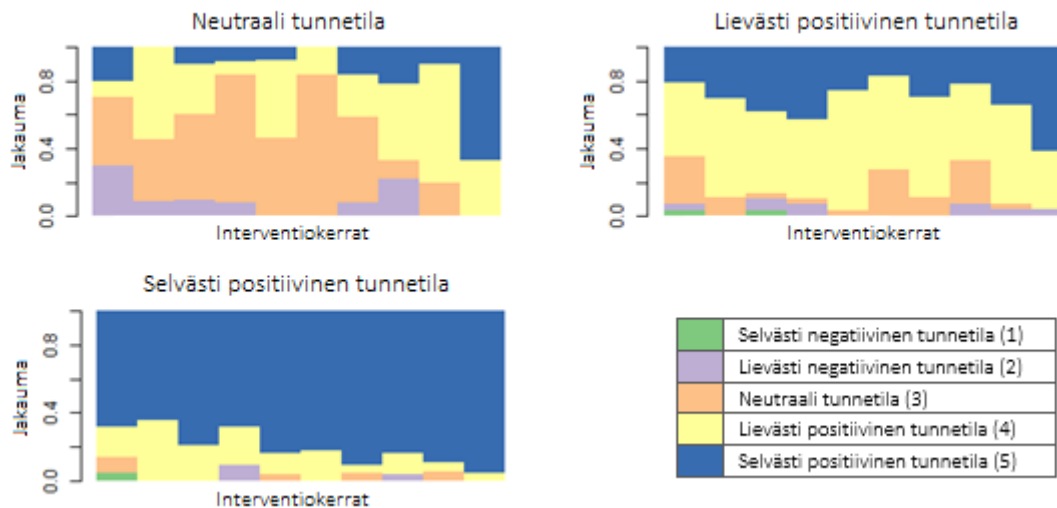 Neutraali tunnetila
Jakauma
0.0
0.4
0.8
Interventiokerrat
Lievästi positiivinen tunnetila
Jakauma
0.0
0.4
0.8
Interventiokerrat
Selvästi positiivinen tunnetila
Jakauma
0.0
0.4
0.8
Interventiokerrat
Selvästi negatiivinen tunnetila (1)
Lievästi negatiivinen tunnetila (2)
Neutraali tunnetila (3)
Lievästi positiivinen tunnetila (4)
Selvästi positiivinen tunnetila (5)